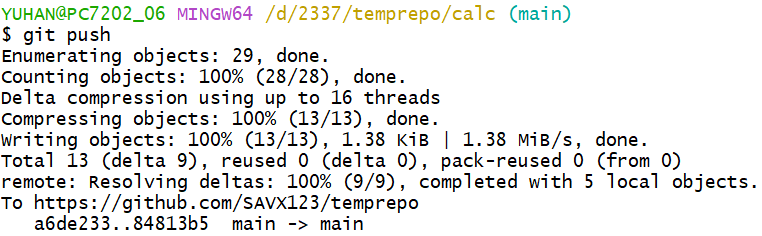 YUHAN@PC7202_06 MINGW64 /d/2337/temprepo/calc (main)
$ git push
Enumerating objects: 29, done.
Counting objects: 100% (28/28), done.
Delta compression using up to 16 threads
Compressing objects: 100% (13/13), done.
Writing objects: 100% (13/13), 1.38 KiB | 1.38 MiB/s, done.
Total 13 (delta 9), reused 0 (delta 0), pack-reused 0 (from 0)
remote: Resolving deltas: 100% (9/9), completed with 5 local objects.
To https://github.com/SAVX123/temprepo
   a6de233..84813b5  main -> main